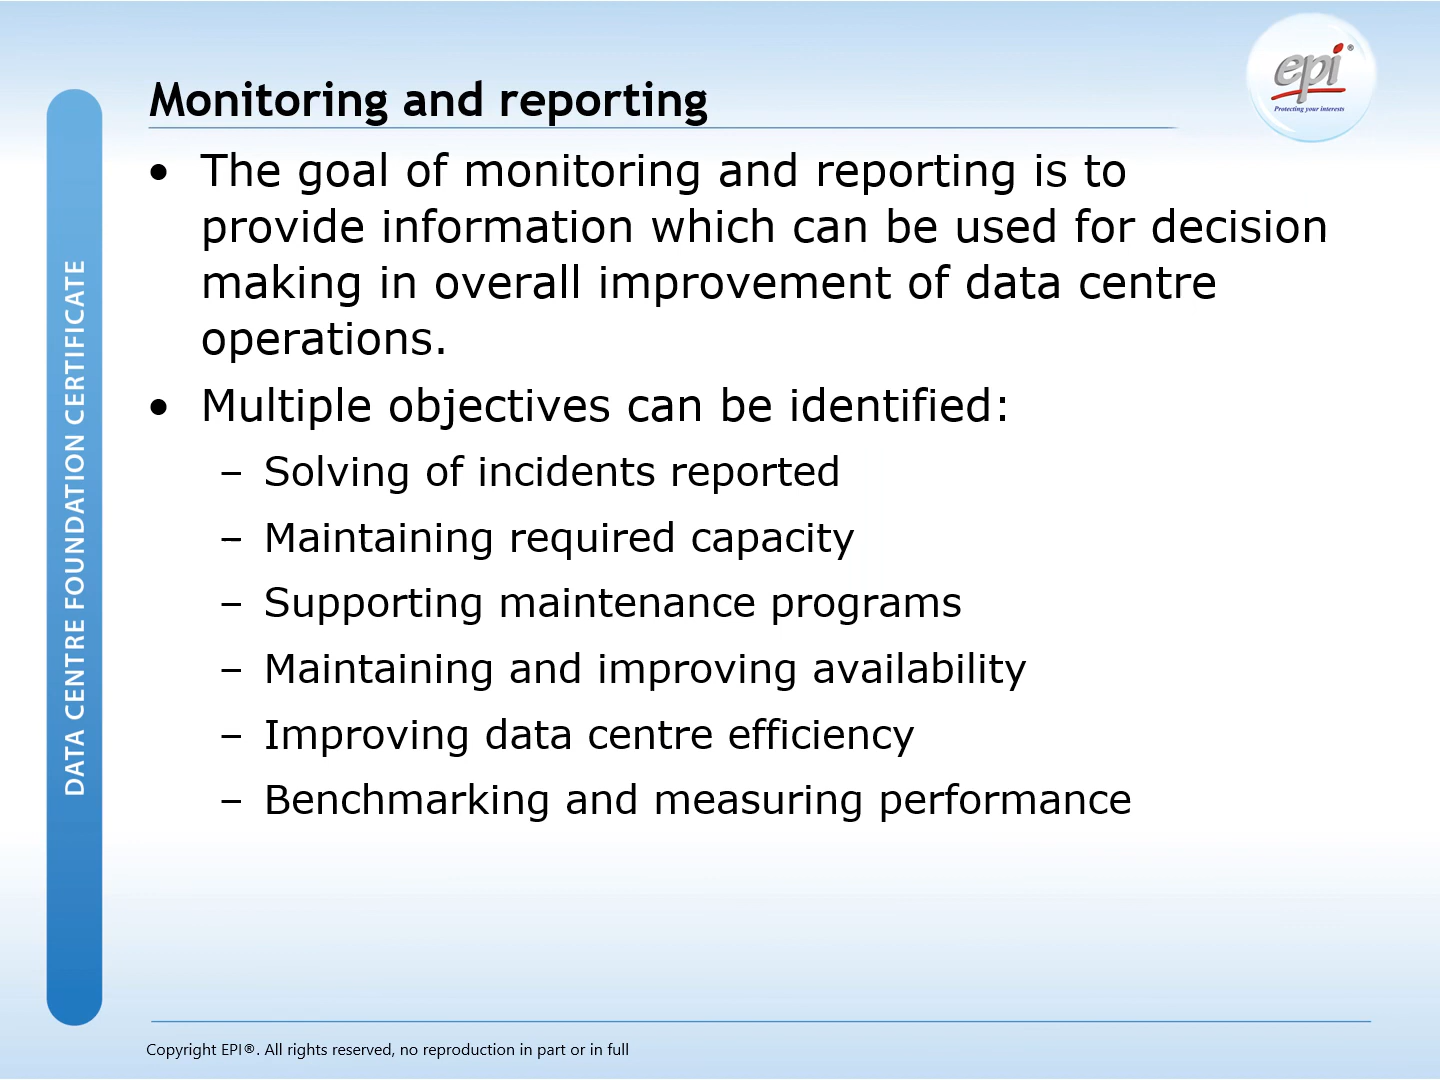 Monitoring and reporting
epi®
Protecting your interests
• The goal of monitoring and reporting is to
provide information which can be used for decision
making in overall improvement of data centre
operations.
• Multiple objectives can be identified:
– Solving of incidents reported
– Maintaining required capacity
– Supporting maintenance programs
– Maintaining and improving availability
– Improving data centre efficiency
– Benchmarking and measuring performance
DATA CENTRE FOUNDATION CERTIFICATE
Copyright EPI®. All rights reserved, no reproduction in part or in full